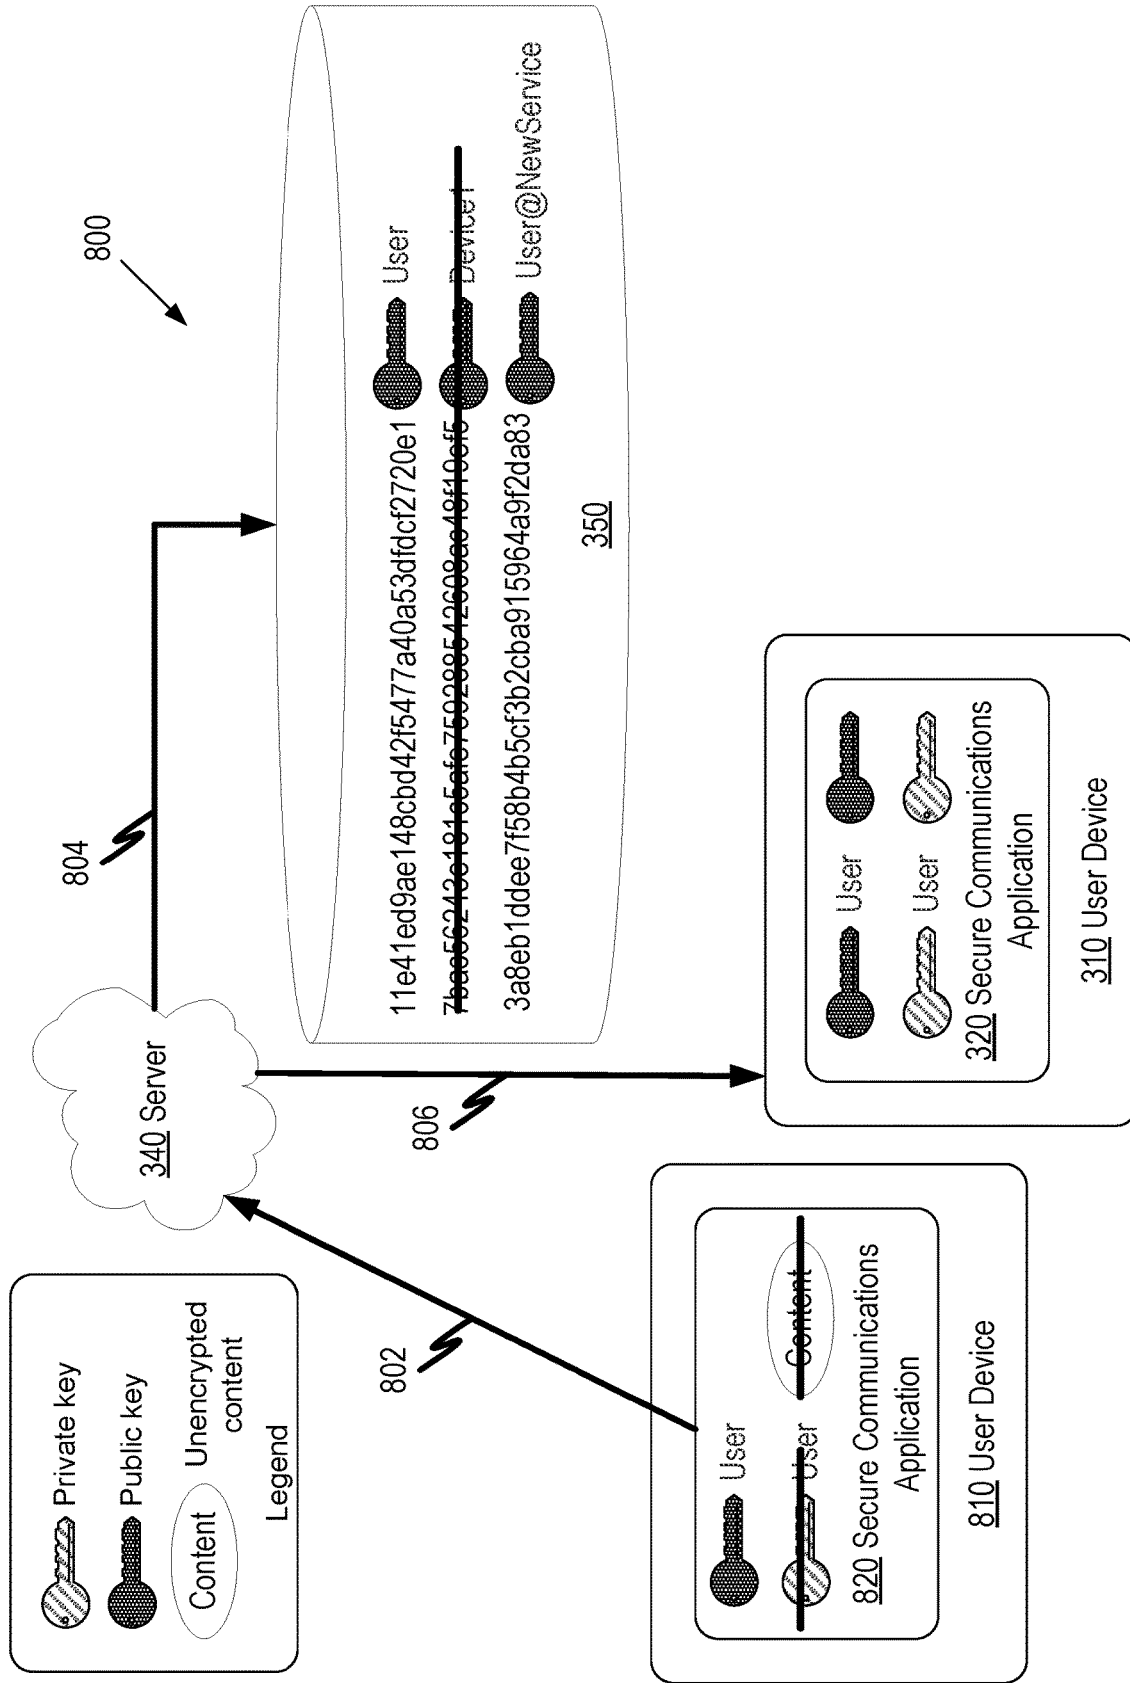 Private key
Public key
Content
Unencrypted
content
Legend
340 Server
800
804
802
806
11e41ed9ae148cbd42f5477a40a53dfdcf2720e1 User
Device1
3a8eb1ddee7f58b4b5cf3b2cba915964a9f2da83 User@NewService
350
User
User
Content
820 Secure Communications
Application
810 User Device
User
User
320 Secure Communications
Application
310 User Device